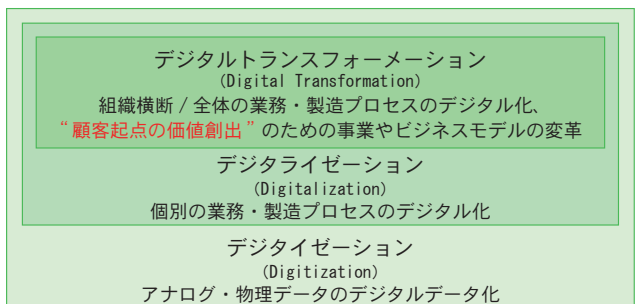 デジタルトランスフォーメーション
(Digital Transformation)
組織横断/全体の業務・製造プロセスのデジタル化、
“顧客起点の価値創出”のための事業やビジネスモデルの変革
デジタライゼーション
(Digitalization)
個別の業務・製造プロセスのデジタル化
デジタイゼーション
(Digitization)
アナログ・物理データのデジタルデータ化